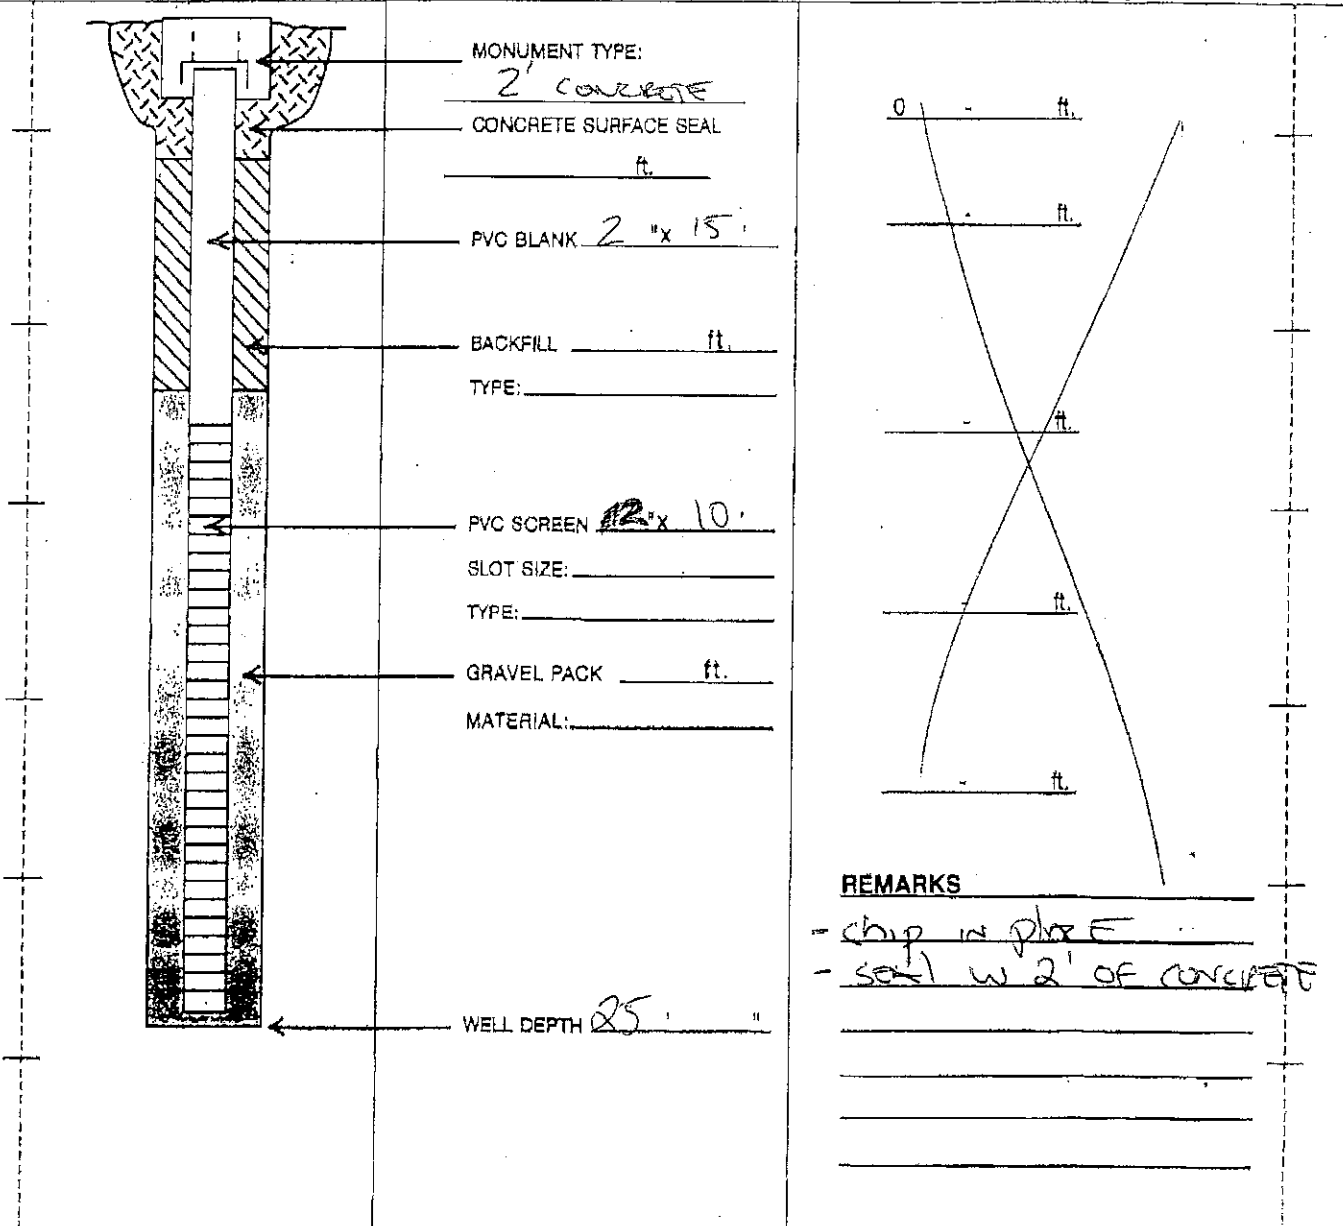 MONUMENT TYPE:
2' CONCRETE
CONCRETE SURFACE SEAL
ft.
PVC BLANK 2 "x 15 '
BACKFILL ft.
TYPE:
PVC SCREEN 2"x 10 '
SLOT SIZE:
TYPE:
GRAVEL PACK ft.
MATERIAL:
WELL DEPTH 25 ' "
0 - ft.
- ft.
- ft.
- ft.
- ft.
REMARKS
- chip in place
- seal w 2' OF CONCRETE